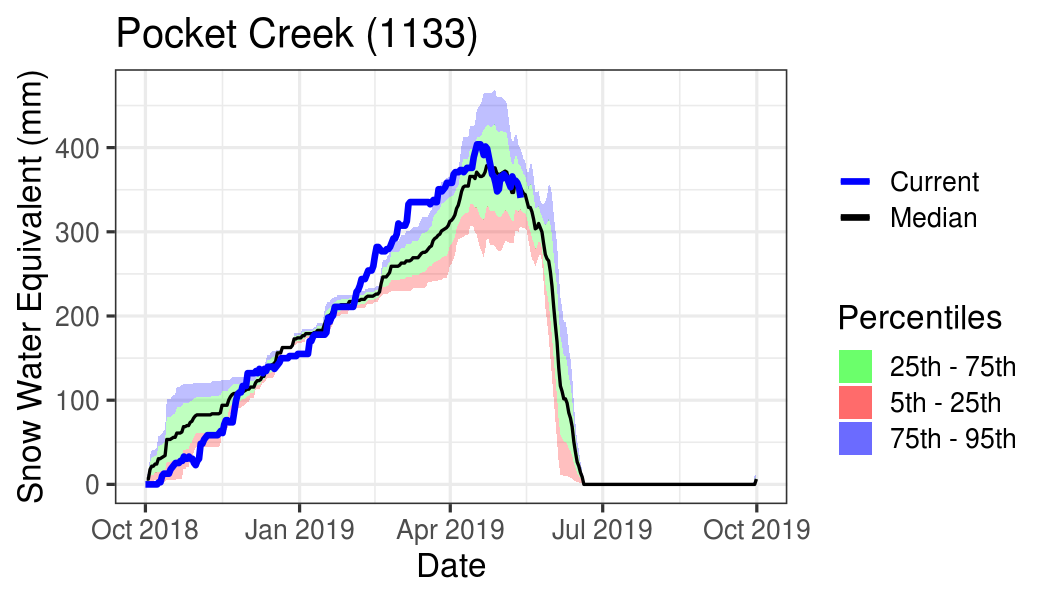 Pocket Creek (1133)
Snow Water Equivalent (mm)
400
300
200
100
0
Oct 2018
Jan 2019
Apr 2019
Jul 2019
Oct 2019
Date
Current
Median
Percentiles
25th - 75th
5th - 25th
75th - 95th